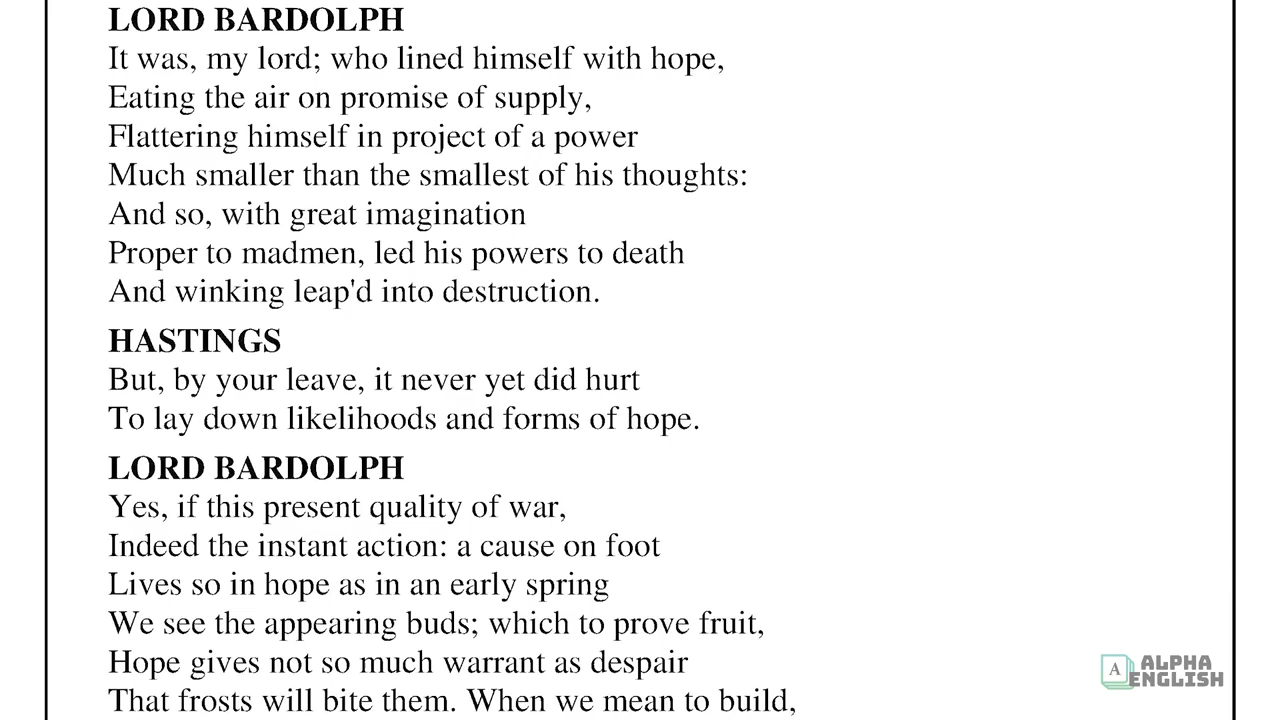 LORD BARDOLPH
It was, my lord; who lined himself with hope,
Eating the air on promise of supply,
Flattering himself in project of a power
Much smaller than the smallest of his thoughts:
And so, with great imagination
Proper to madmen, led his powers to death
And winking leap'd into destruction.
HASTINGS
But, by your leave, it never yet did hurt
To lay down likelihoods and forms of hope.
LORD BARDOLPH
Yes, if this present quality of war,
Indeed the instant action: a cause on foot
Lives so in hope as in an early spring
We see the appearing buds; which to prove fruit,
Hope gives not so much warrant as despair
That frosts will bite them. When we mean to build,
A ALPHA
ENGLISH